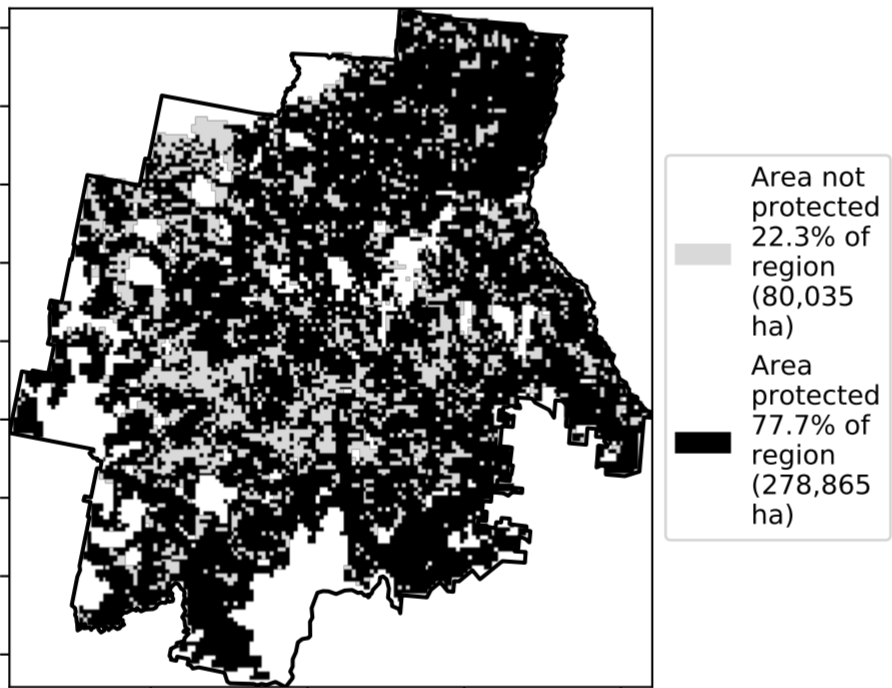 Area not
protected
22.3% of
region
(80,035
ha)
Area
protected
77.7% of
region
(278,865
ha)